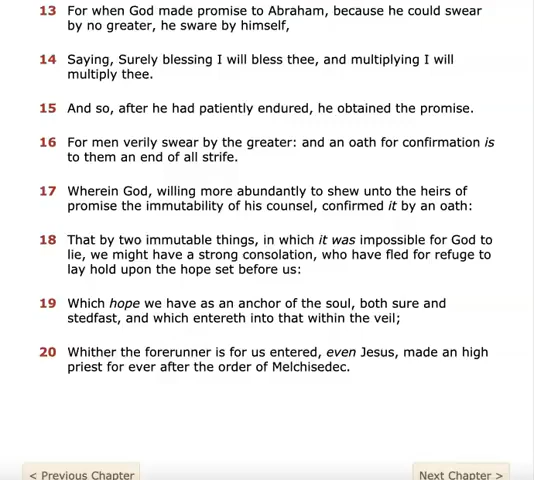 13 For when God made promise to Abraham, because he could swear
by no greater, he sware by himself,
14 Saying, Surely blessing I will bless thee, and multiplying I will
multiply thee.
15 And so, after he had patiently endured, he obtained the promise.
16 For men verily swear by the greater: and an oath for confirmation is
to them an end of all strife.
17 Wherein God, willing more abundantly to shew unto the heirs of
promise the immutability of his counsel, confirmed it by an oath:
18 That by two immutable things, in which it was impossible for God to
lie, we might have a strong consolation, who have fled for refuge to
lay hold upon the hope set before us:
19 Which hope we have as an anchor of the soul, both sure and
stedfast, and which entereth into that within the veil;
20 Whither the forerunner is for us entered, even Jesus, made an high
priest for ever after the order of Melchisedec.
< Previous Chapter
Next Chapter >